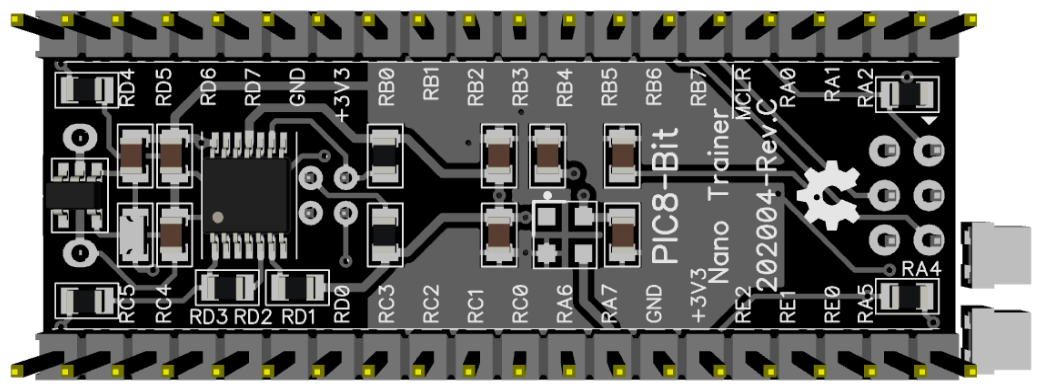 RD4
RD5
RD6
RD7
GND
+3V3
RB0
RB1
RB2
RB3
RB4
RB5
RB6
RB7
MCLR
RA0
RA1
RA2
PIC8-Bit
Nano Trainer
202004-Rev.C
RA4
RC5
RC4
RD3
RD2
RD1
RD0
RC3
RC2
RC1
RC0
RA6
RA7
GND
+3V3
RE2
RE1
RE0
RA5